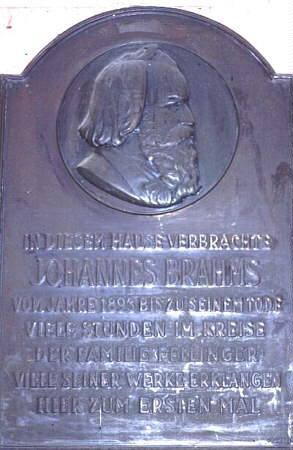 IN DIESEM HAUSE VERBRACHTE
JOHANNES BRAHMS
VOM JAHRE 1893 BIS ZU SEINEM TODE
VIELE STUNDEN IM KREISE
DER FAMILIE FELLINGER
VIELE SEINER WERKE ERKLANGEN
HIER ZUM ERSTEN MAL